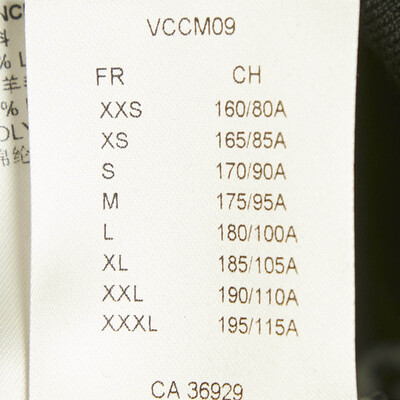 VCCM09
FR CH
XXS 160/80A
XS 165/85A
S 170/90A
M 175/95A
L 180/100A
XL 185/105A
XXL 190/110A
XXXL 195/115A
CA 36929